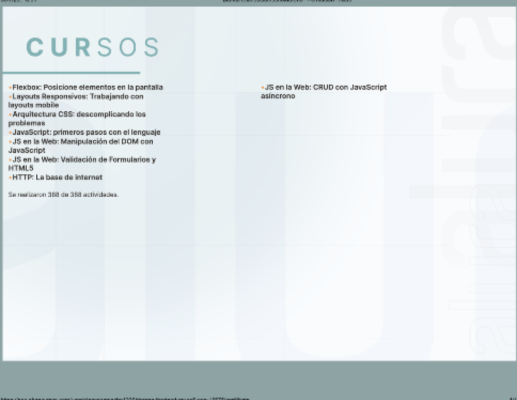 CURSOS
•Flexbox: Posicione elementos en la pantalla
•Layouts Responsivos: Trabajando con
layouts mobile
•Arquitectura CSS: descomplicando los
problemas
•JavaScript: primeros pasos con el lenguaje
•JS en la Web: Manipulación del DOM con
JavaScript
•JS en la Web: Validación de Formularios y
HTML5
•HTTP: La base de internet
Se realizaron 368 de 368 actividades.
•JS en la Web: CRUD con JavaScript
asíncrono